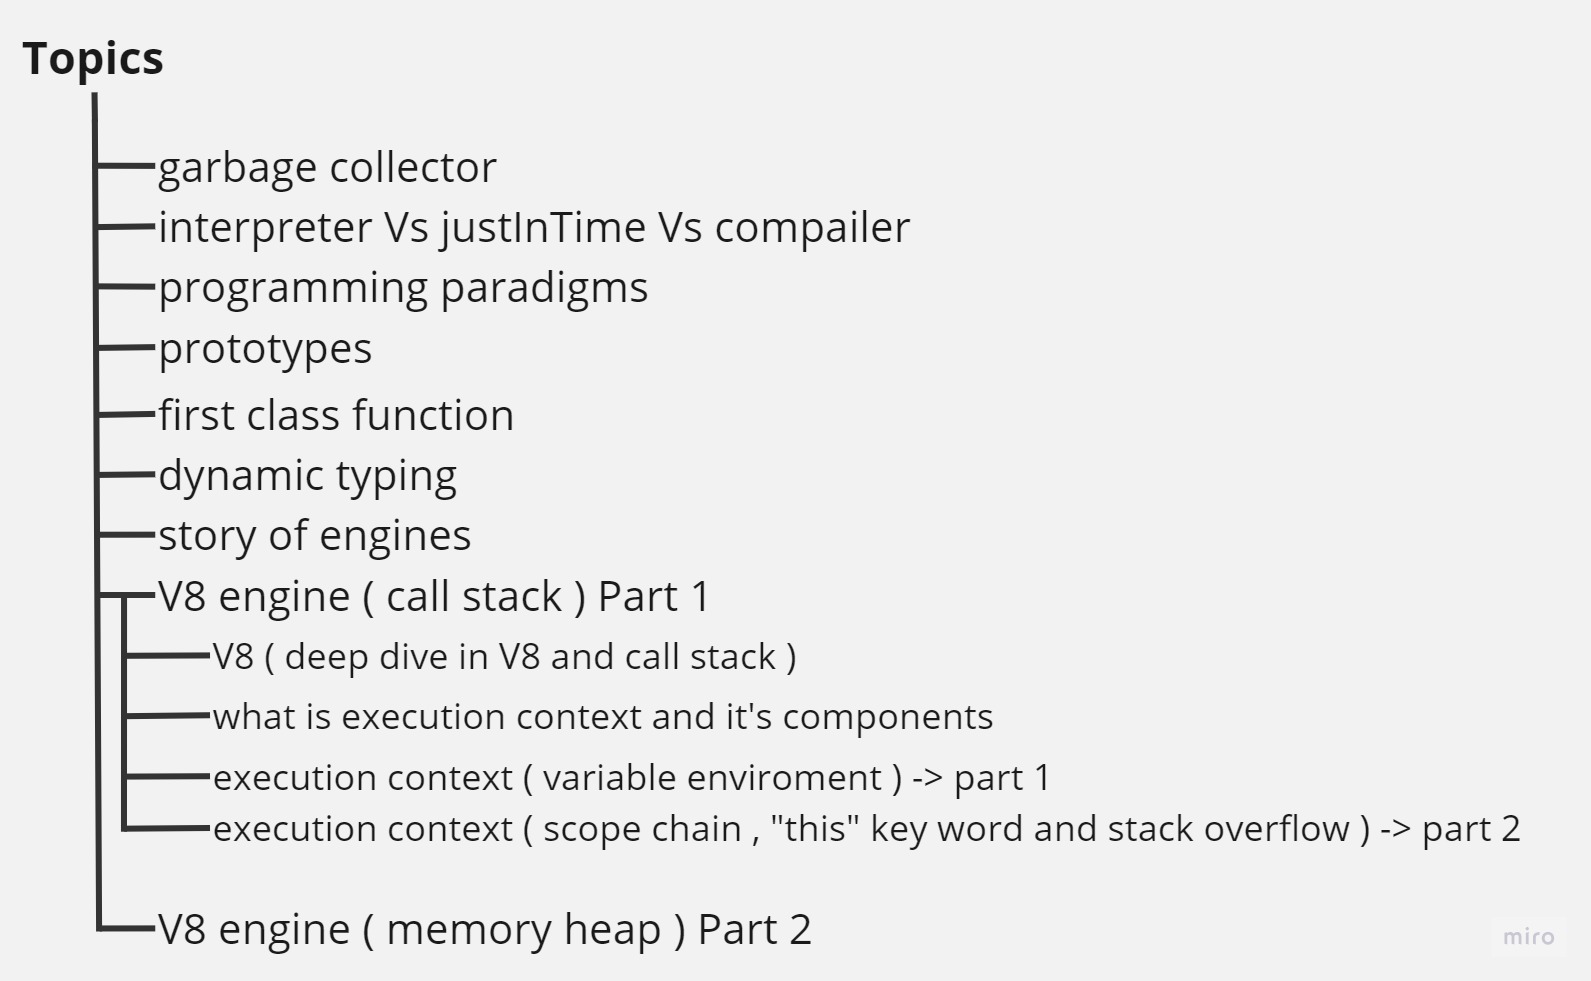 Topics
garbage collector
interpreter Vs justInTime Vs compailer
programming paradigms
prototypes
first class function
dynamic typing
story of engines
V8 engine ( call stack ) Part 1
V8 ( deep dive in V8 and call stack )
what is execution context and it's components
execution context ( variable enviroment ) -> part 1
execution context ( scope chain , "this" key word and stack overflow ) -> part 2
V8 engine ( memory heap ) Part 2
miro